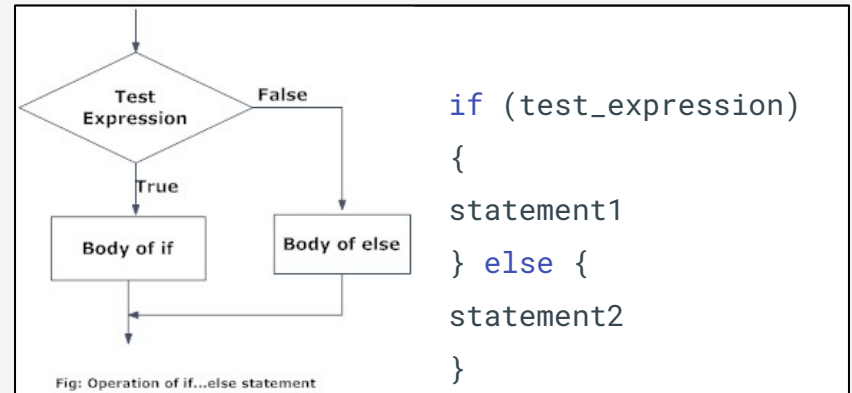 Test
Expression
False
True
Body of if
Body of else
Fig: Operation of if...else statement
if (test_expression)
{
statement1
} else {
statement2
}